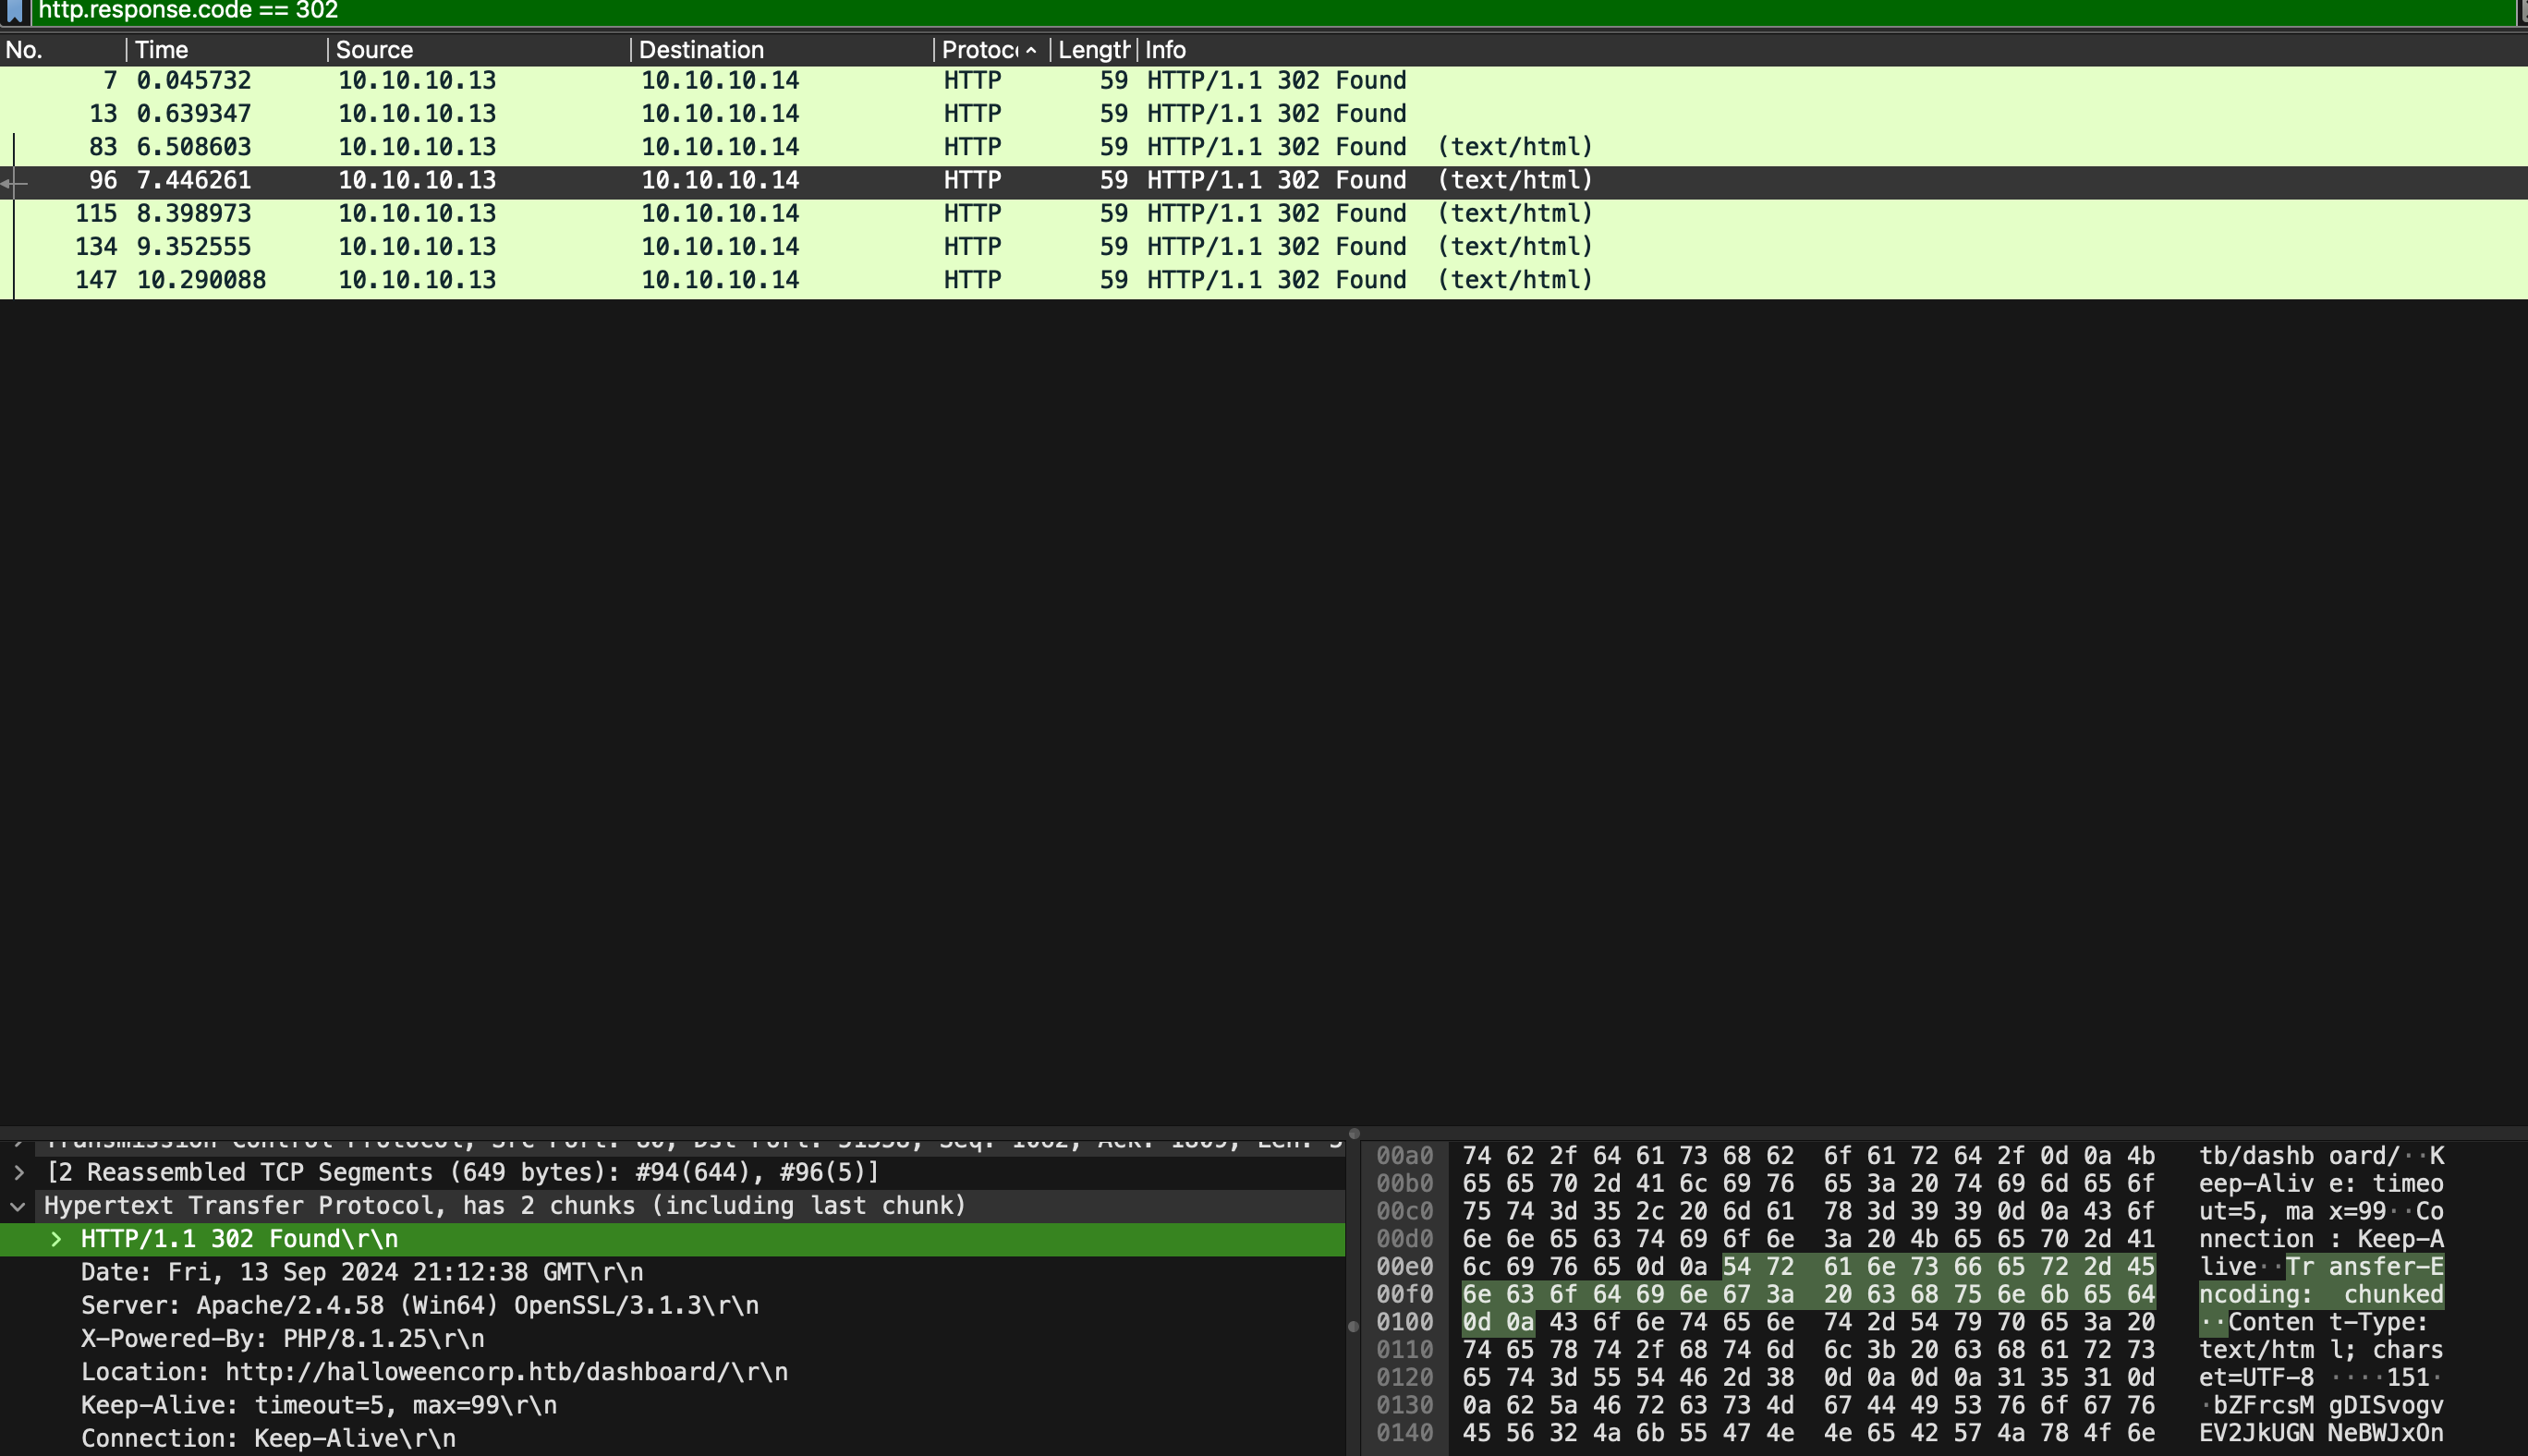 http.response.code == 302
No. Time Source Destination Protoco Length Info
7 0.045732 10.10.10.13 10.10.10.14 HTTP 59 HTTP/1.1 302 Found
13 0.639347 10.10.10.13 10.10.10.14 HTTP 59 HTTP/1.1 302 Found
83 6.508603 10.10.10.13 10.10.10.14 HTTP 59 HTTP/1.1 302 Found (text/html)
96 7.446261 10.10.10.13 10.10.10.14 HTTP 59 HTTP/1.1 302 Found (text/html)
115 8.398973 10.10.10.13 10.10.10.14 HTTP 59 HTTP/1.1 302 Found (text/html)
134 9.352555 10.10.10.13 10.10.10.14 HTTP 59 HTTP/1.1 302 Found (text/html)
147 10.290088 10.10.10.13 10.10.10.14 HTTP 59 HTTP/1.1 302 Found (text/html)
Transmission Control Protocol, Src Port: 80, Dst Port:
[2 Reassembled TCP Segments (649 bytes): #94(644), #96(5)]
Hypertext Transfer Protocol, has 2 chunks (including last chunk)
HTTP/1.1 302 Found\r\n
Date: Fri, 13 Sep 2024 21:12:38 GMT\r\n
Server: Apache/2.4.58 (Win64) OpenSSL/3.1.3\r\n
X-Powered-By: PHP/8.1.25\r\n
Location: http://halloweencorp.htb/dashboard/\r\n
Keep-Alive: timeout=5, max=99\r\n
Connection: Keep-Alive\r\n
00a0 74 62 2f 64 61 73 68 62 6f 61 72 64 2f 0d 0a 4b tb/dashb oard/··K
00b0 65 65 70 2d 41 6c 69 76 65 3a 20 74 69 6d 65 6f eep-Aliv e: timeo
00c0 75 74 3d 35 2c 20 6d 61 78 3d 39 39 0d 0a 43 6f ut=5, ma x=99··Co
00d0 6e 6e 65 63 74 69 6f 6e 3a 20 4b 65 65 70 2d 41 nnection : Keep-A
00e0 6c 69 76 65 0d 0a 54 72 61 6e 73 66 65 72 2d 45 live··Tr ansfer-E
00f0 6e 63 6f 64 69 6e 67 3a 20 63 68 75 6e 6b 65 64 ncoding: chunked
0100 0d 0a 43 6f 6e 74 65 6e 74 2d 54 79 70 65 3a 20 ··Conten t-Type:
0110 74 65 78 74 2f 68 74 6d 6c 3b 20 63 68 61 72 73 text/htm l; chars
0120 65 74 3d 55 54 46 2d 38 0d 0a 0d 0a 31 35 31 0d et=UTF-8 ····151·
0130 0a 62 5a 46 72 63 73 4d 67 44 49 53 76 6f 67 76 ·bZFrcsM gDISvogv
0140 45 56 32 4a 6b 55 47 4e 4e 65 42 57 4a 78 4f 6e EV2JkUGN NeBWJxOn